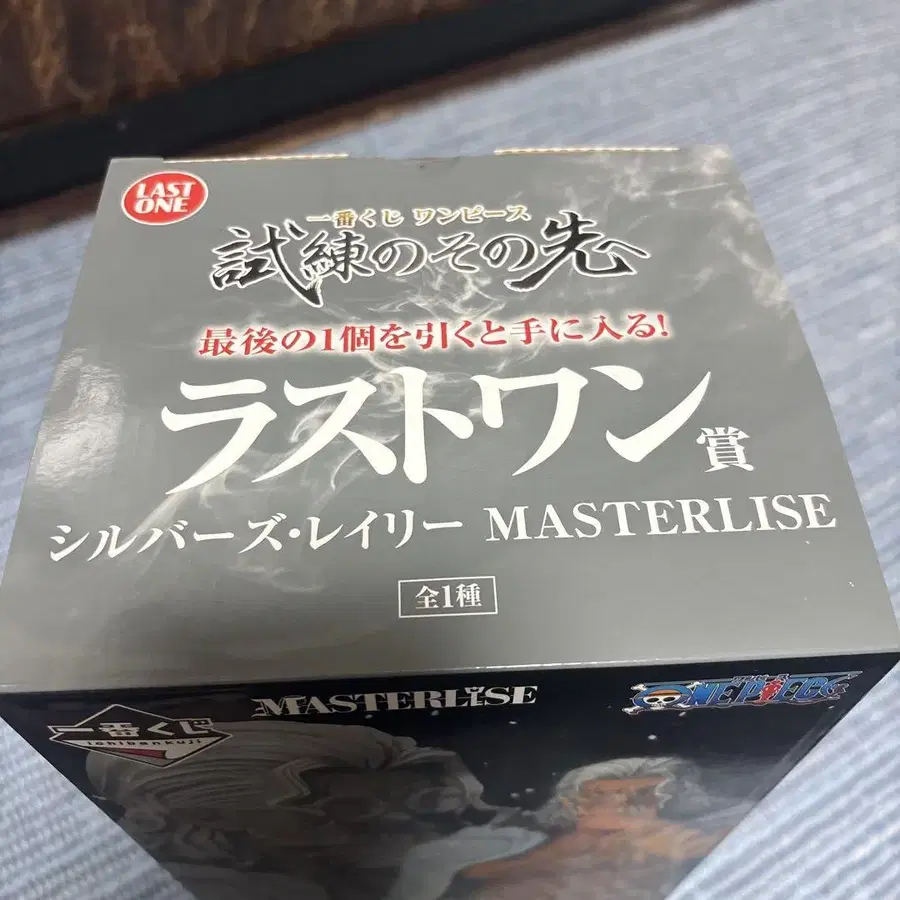 LAST
ONE
一番くじ ワンピース
試練のその先へ
最後の1個を引くと手に入る!
ラストワン賞
シルバーズ・レイリー MASTERLISE
全1種
MASTERLISE
ONE PIECE
一番くじ
ichibankuji